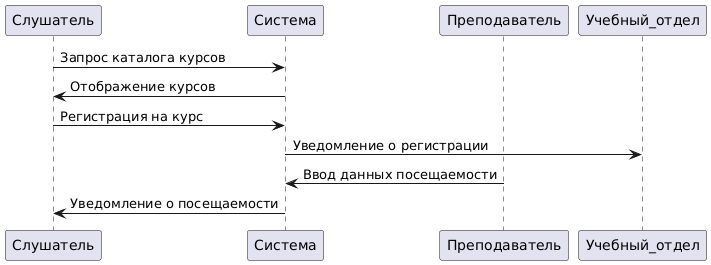 Слушатель Система Преподаватель Учебный_отдел
Запрос каталога курсов
Отображение курсов
Регистрация на курс
Уведомление о регистрации
Ввод данных посещаемости
Уведомление о посещаемости
Слушатель Система Преподаватель Учебный_отдел